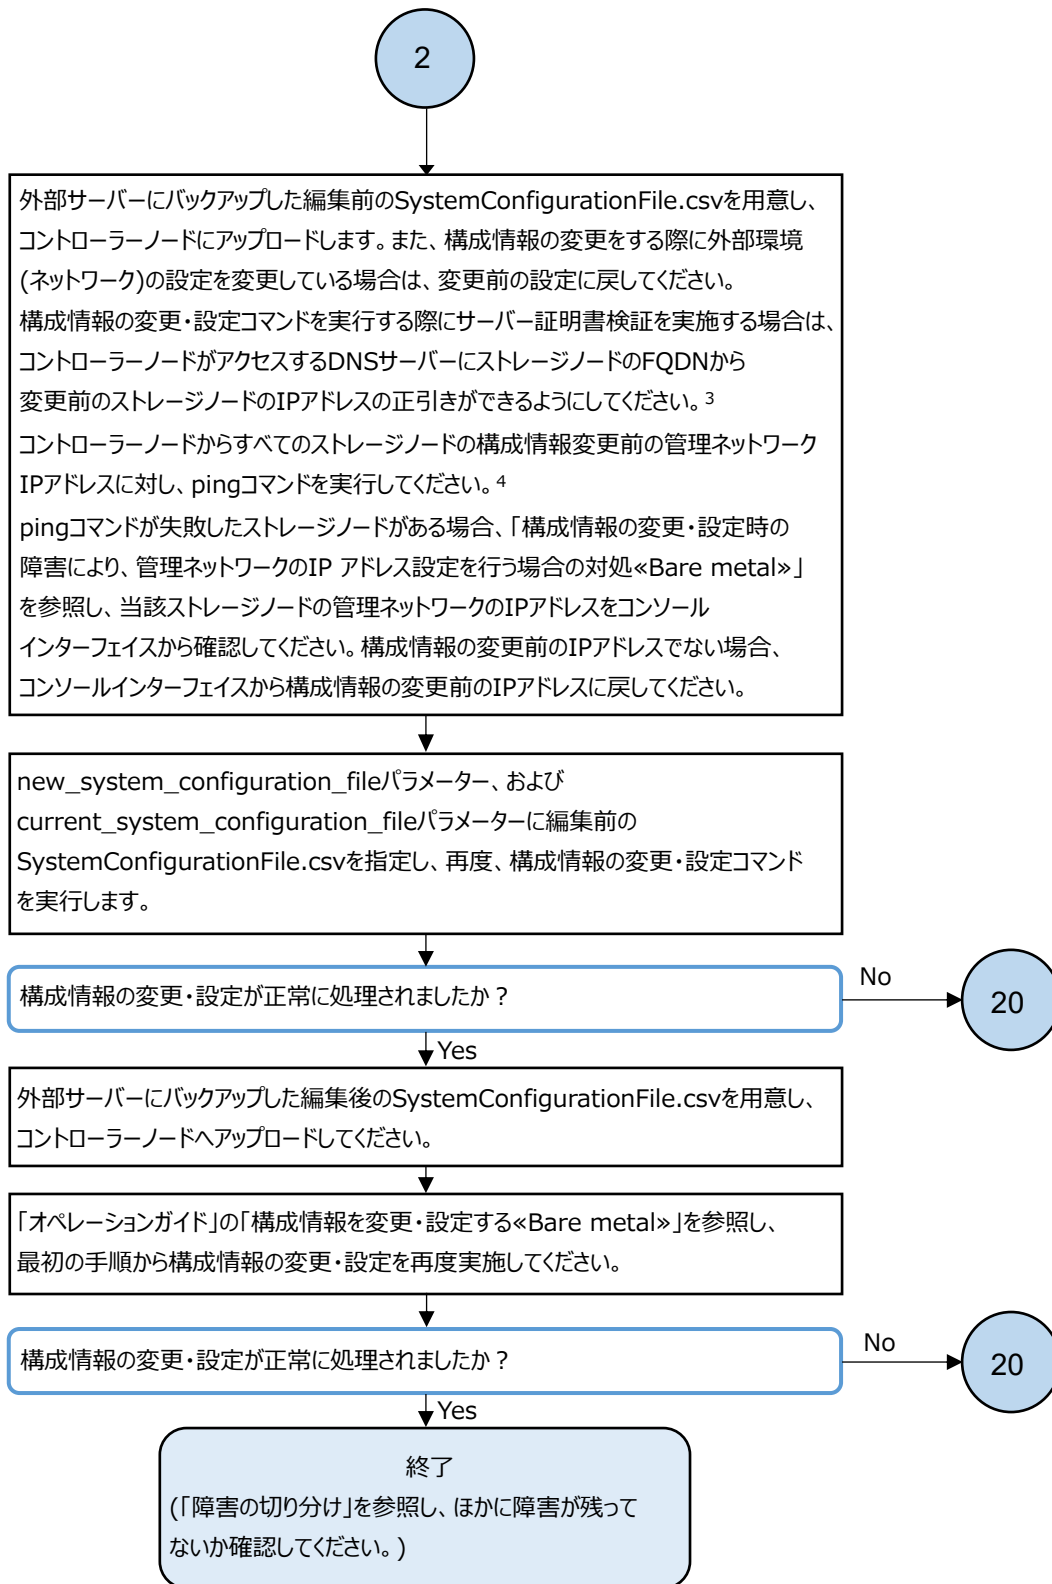 2
外部サーバーにバックアップした編集前のSystemConfigurationFile.csvを用意し、
コントローラーノードにアップロードします。また、構成情報の変更をする際に外部環境
(ネットワーク)の設定を変更している場合は、変更前の設定に戻してください。
構成情報の変更・設定コマンドを実行する際にサーバー証明書検証を実施する場合は、
コントローラーノードがアクセスするDNSサーバーにストレージノードのFQDNから
変更前のストレージノードのIPアドレスの正引きができるようにしてください。3
コントローラーノードからすべてのストレージノードの構成情報変更前の管理ネットワーク
IPアドレスに対し、pingコマンドを実行してください。4
pingコマンドが失敗したストレージノードがある場合、「構成情報の変更・設定時の
障害により、管理ネットワークのIP アドレス設定を行う場合の対処«Bare metal»」
を参照し、当該ストレージノードの管理ネットワークのIPアドレスをコンソール
インターフェイスから確認してください。構成情報の変更前のIPアドレスでない場合、
コンソールインターフェイスから構成情報の変更前のIPアドレスに戻してください。
new_system_configuration_fileパラメーター、および
current_system_configuration_fileパラメーターに編集前の
SystemConfigurationFile.csvを指定し、再度、構成情報の変更・設定コマンド
を実行します。
構成情報の変更・設定が正常に処理されましたか？
No
20
Yes
外部サーバーにバックアップした編集後のSystemConfigurationFile.csvを用意し、
コントローラーノードへアップロードしてください。
「オペレーションガイド」の「構成情報を変更・設定する«Bare metal»」を参照し、
最初の手順から構成情報の変更・設定を再度実施してください。
構成情報の変更・設定が正常に処理されましたか？
No
20
Yes
終了
(「障害の切り分け」を参照し、ほかに障害が残って
ないか確認してください。)